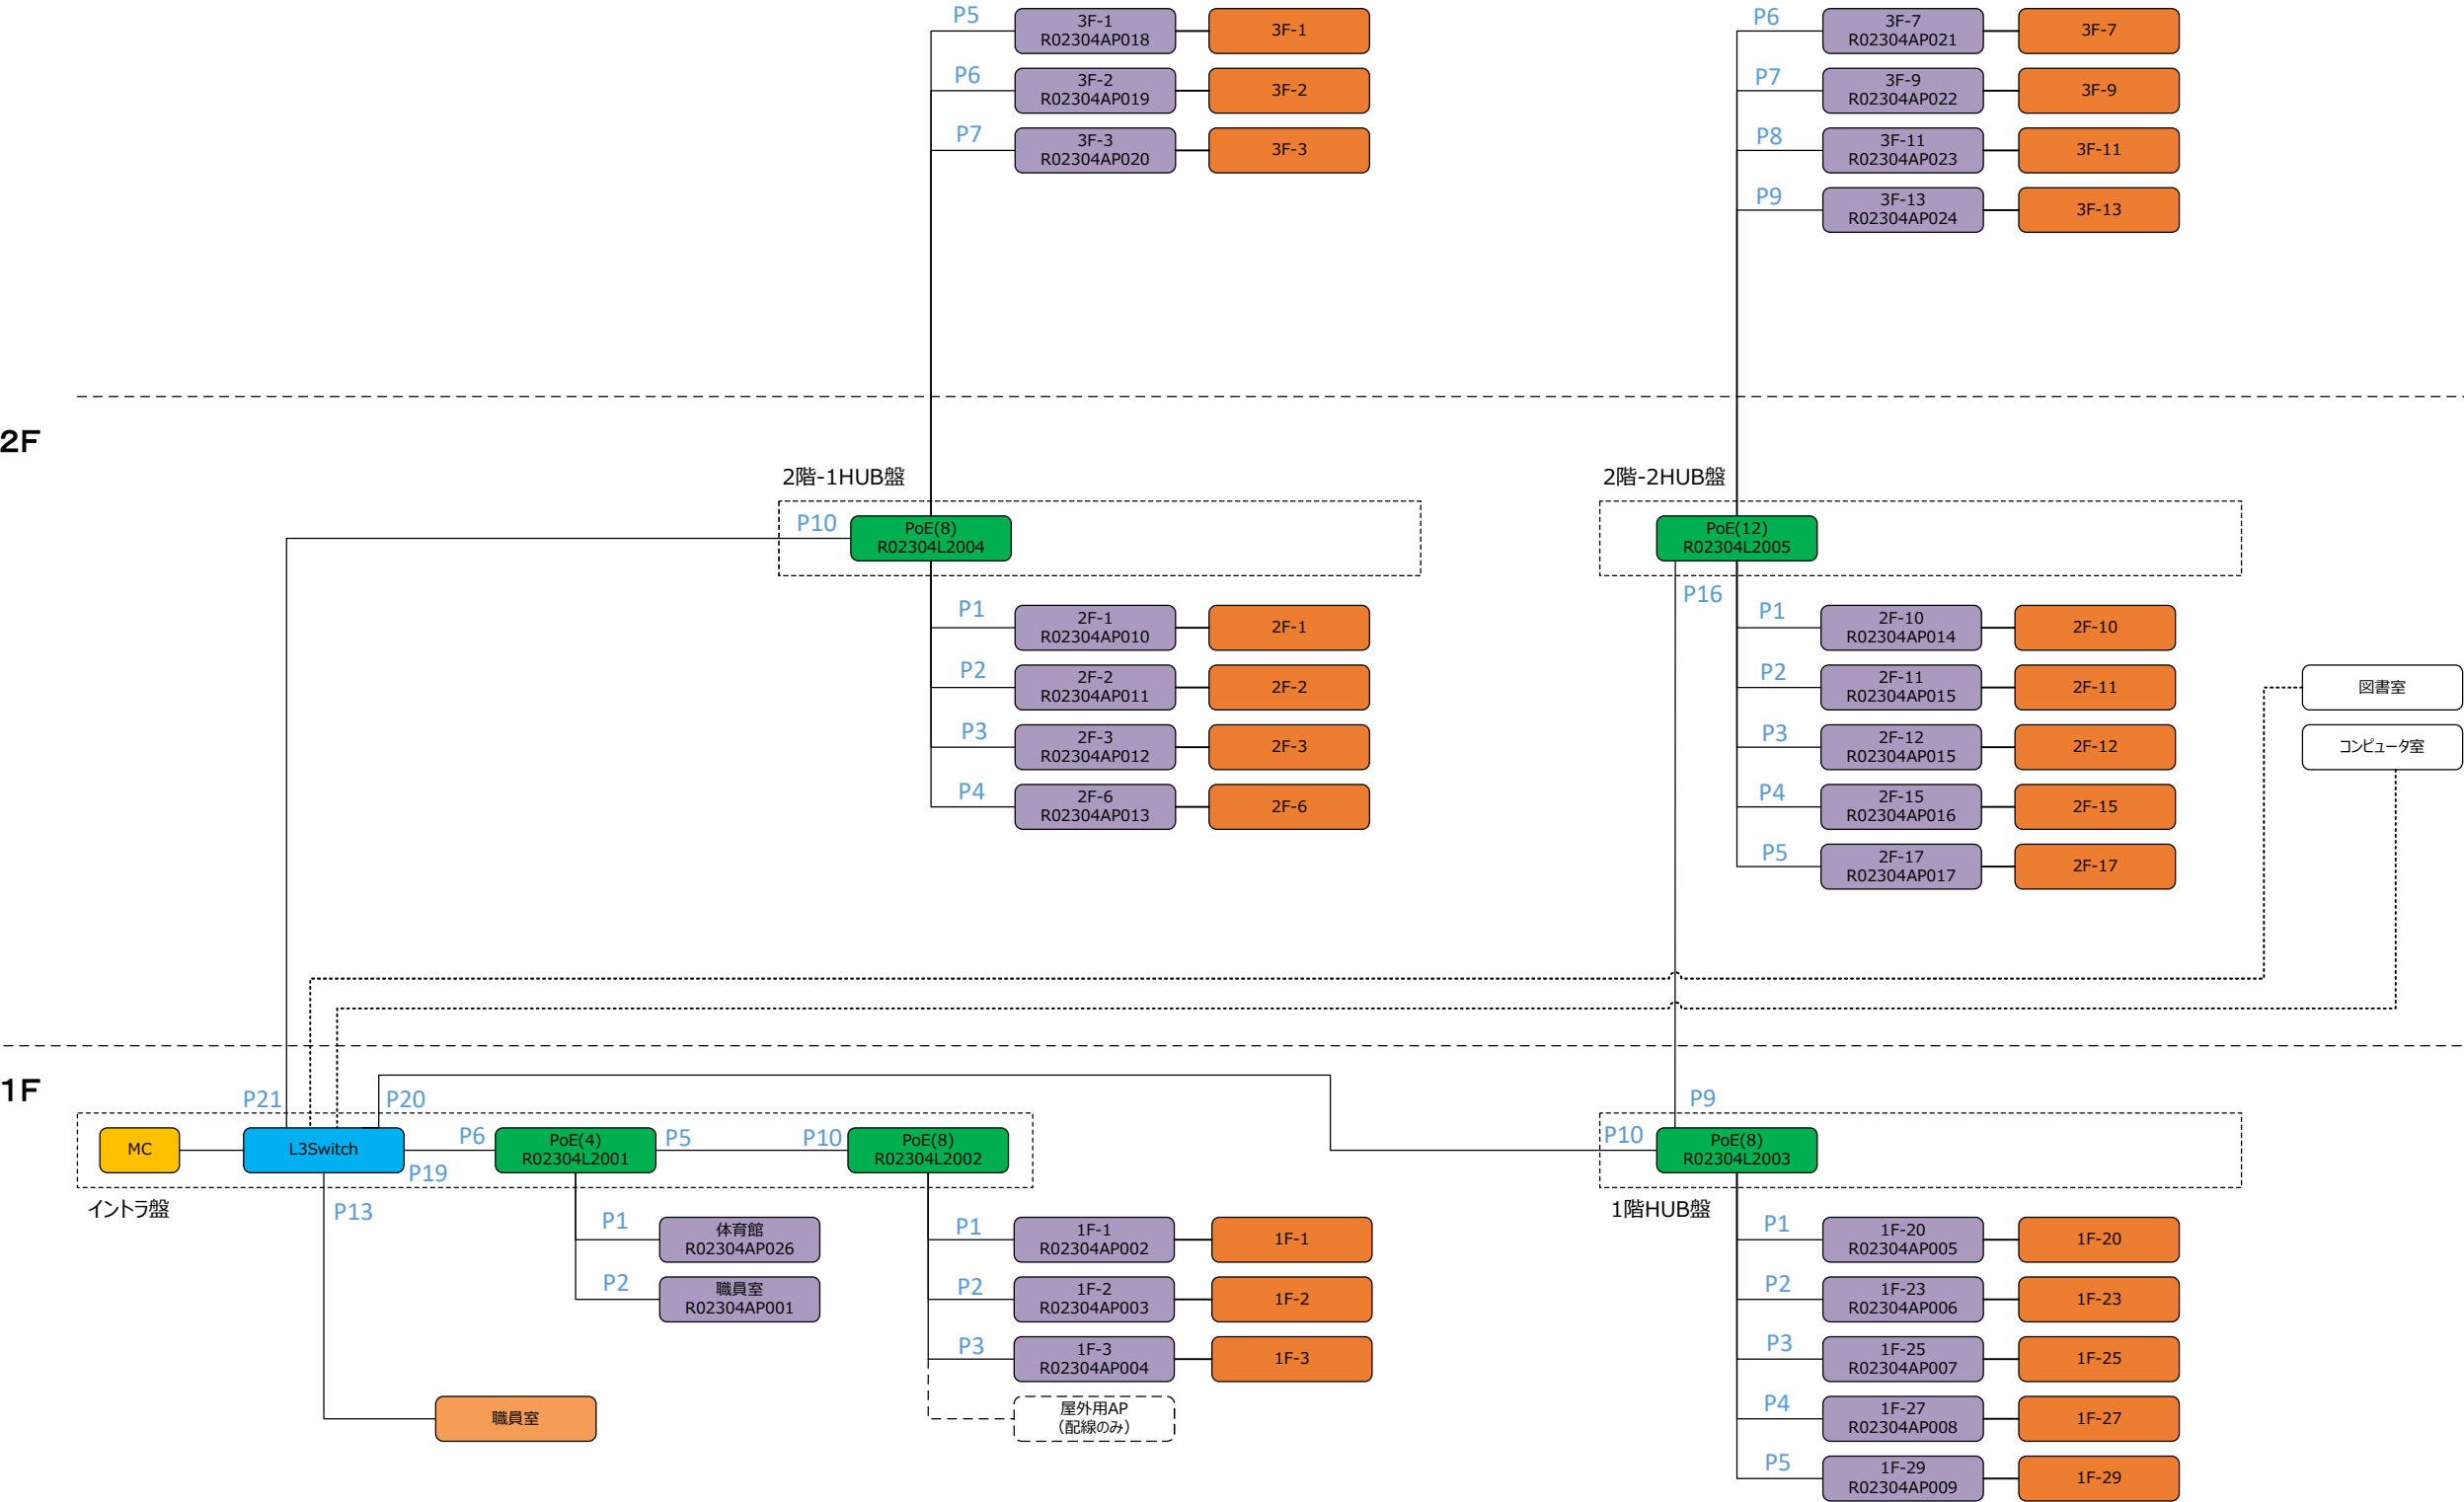 P5
3F-1
R02304AP018
3F-1
P6
3F-2
R02304AP019
3F-2
P7
3F-3
R02304AP020
3F-3
P6
3F-7
R02304AP021
3F-7
P7
3F-9
R02304AP022
3F-9
P8
3F-11
R02304AP023
3F-11
P9
3F-13
R02304AP024
3F-13
2F
2階-1HUB盤
P10
PoE(8)
R02304L2004
P1
2F-1
R02304AP010
2F-1
P2
2F-2
R02304AP011
2F-2
P3
2F-3
R02304AP012
2F-3
P4
2F-6
R02304AP013
2F-6
2階-2HUB盤
PoE(12)
R02304L2005
P16
P1
2F-10
R02304AP014
2F-10
P2
2F-11
R02304AP015
2F-11
P3
2F-12
R02304AP015
2F-12
P4
2F-15
R02304AP016
2F-15
P5
2F-17
R02304AP017
2F-17
図書室
コンピュータ室
1F
P21
P20
MC
L3Switch
P6
P19
PoE(4)
R02304L2001
P5
P10
PoE(8)
R02304L2002
イントラ盤
P13
P1
体育館
R02304AP026
P2
職員室
R02304AP001
職員室
P1
1F-1
R02304AP002
1F-1
P2
1F-2
R02304AP003
1F-2
P3
1F-3
R02304AP004
1F-3
屋外用AP
（配線のみ）
P9
P10
PoE(8)
R02304L2003
1階HUB盤
P1
1F-20
R02304AP005
1F-20
P2
1F-23
R02304AP006
1F-23
P3
1F-25
R02304AP007
1F-25
P4
1F-27
R02304AP008
1F-27
P5
1F-29
R02304AP009
1F-29